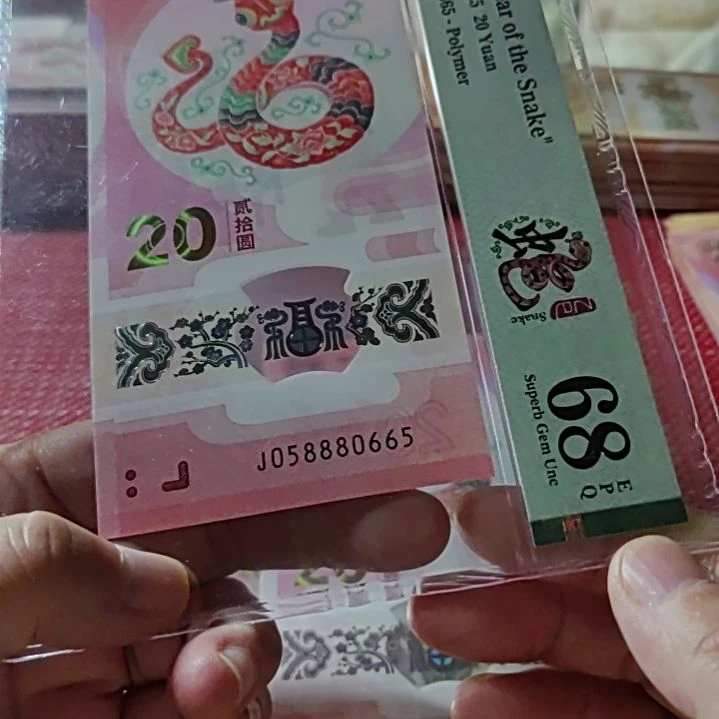 20
贰拾圆
J058880665
ar of the Snake"
5 20 Yuan
65 - Polymer
Snake
68
EPQ
Superb Gem Unc